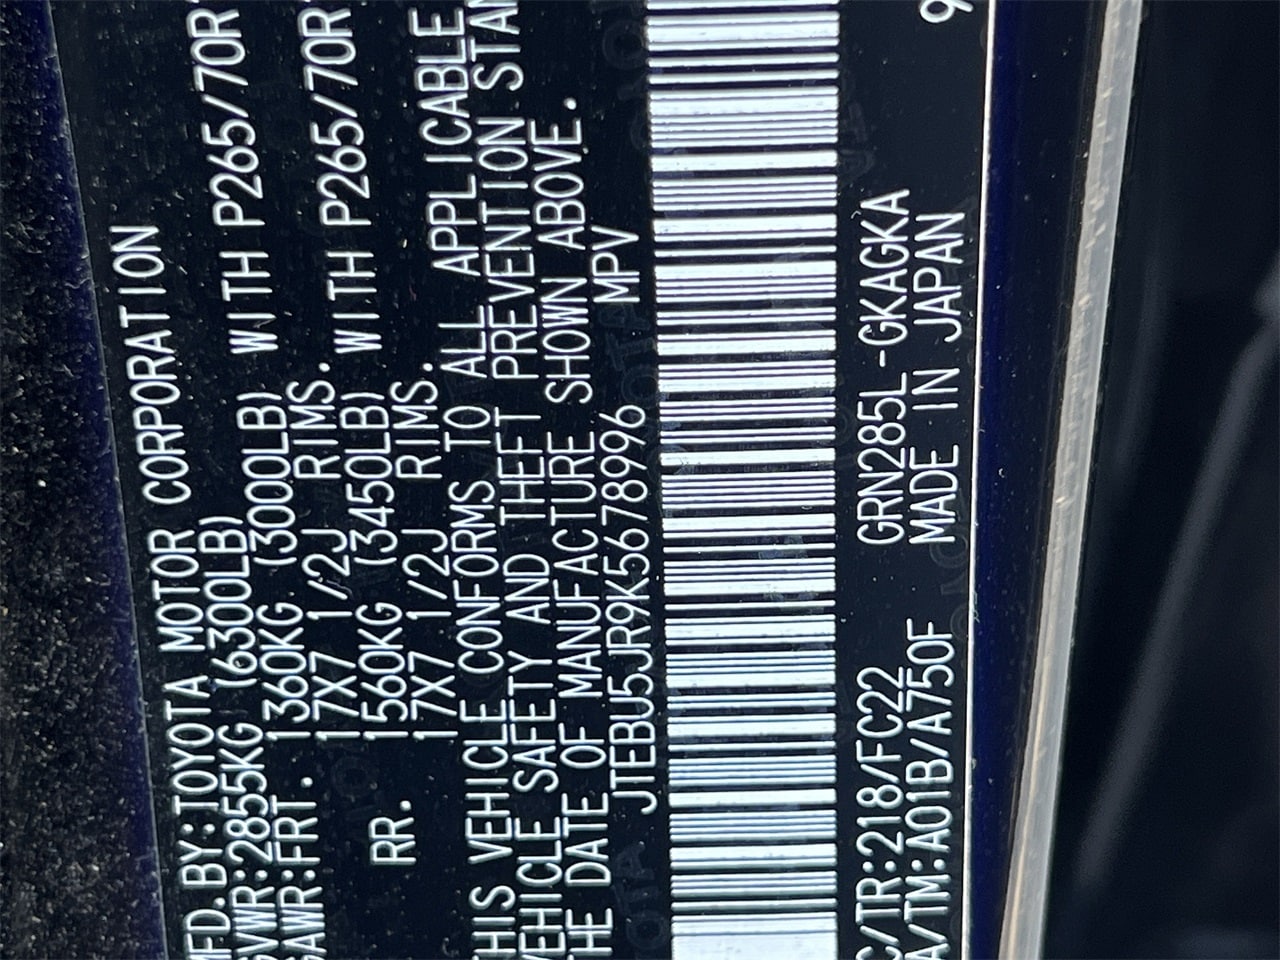 MFD.BY:TOYOTA MOTOR CORPORATION
GVWR:2855KG (6300LB)
GAWR:FRT. 1360KG (3000LB) WITH P265/70R
17X7 1/2J RIMS.
RR. 1560KG (3450LB) WITH P265/70R
17X7 1/2J RIMS.
THIS VEHICLE CONFORMS TO ALL APPLICABLE
VEHICLE SAFETY AND THEFT PREVENTION STAN
THE DATE OF MANUFACTURE SHOWN ABOVE.
JTEBU5JR9K5678996 MPV
C/TR:218/FC22 GRN285L-GKAGKA
A/TM:A01B/A750F MADE IN JAPAN 9